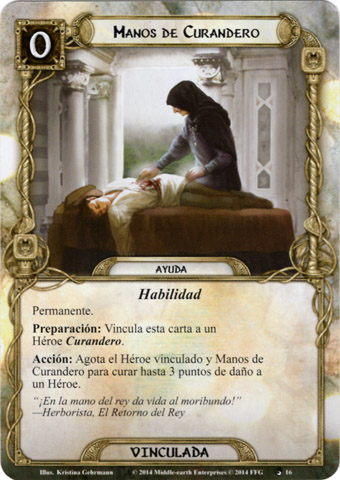 0
MANOS DE CURANDERO
AYUDA
Habilidad
Permanente.
Preparación: Vincula esta carta a un
Héroe Curandero.
Acción: Agota el Héroe vinculado y Manos de
Curandero para curar hasta 3 puntos de daño a
un Héroe.
“¡En la mano del rey da vida al moribundo!”
—Herborista, El Retorno del Rey
VINCULADA
Illus. Kristina Gehrmann © 2014 Middle-earth Enterprises © 2014 FFG 16